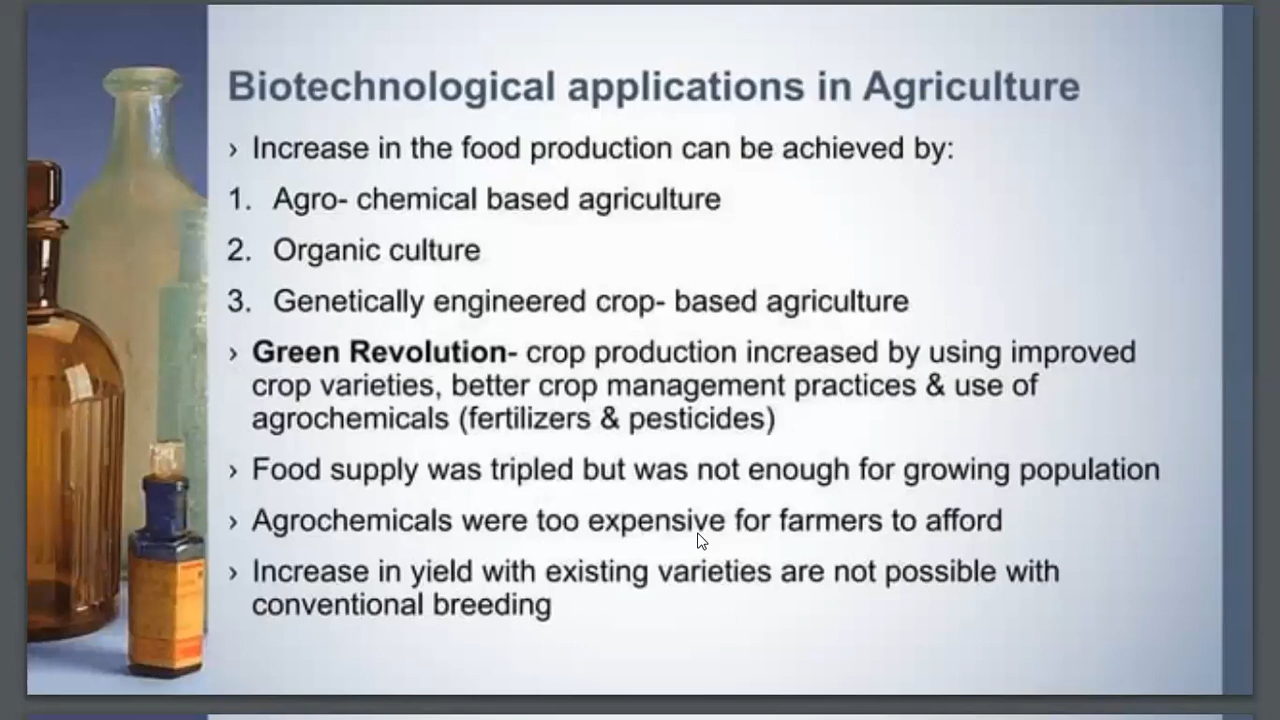 Biotechnological applications in Agriculture
› Increase in the food production can be achieved by:
1. Agro- chemical based agriculture
2. Organic culture
3. Genetically engineered crop- based agriculture
› Green Revolution- crop production increased by using improved
crop varieties, better crop management practices & use of
agrochemicals (fertilizers & pesticides)
› Food supply was tripled but was not enough for growing population
› Agrochemicals were too expensive for farmers to afford
› Increase in yield with existing varieties are not possible with
conventional breeding